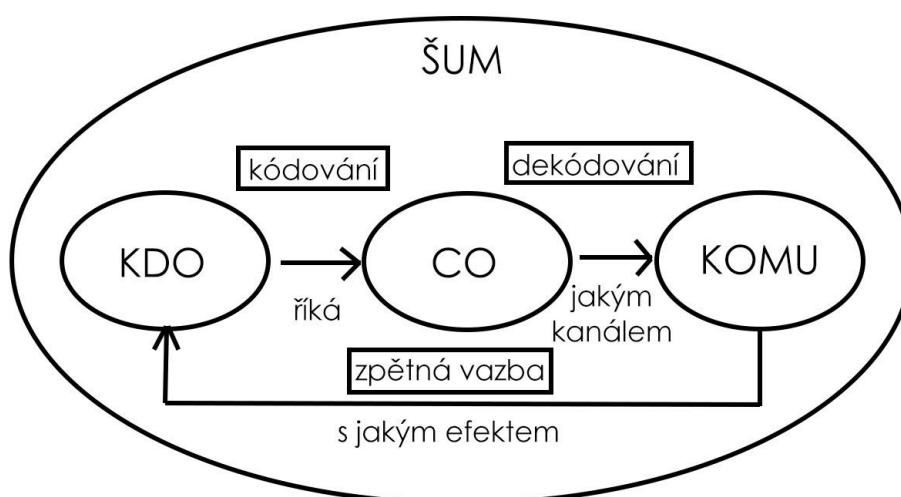 ŠUM
kódování
dekódování
KDO
CO
KOMU
říká
jakým
kanálem
zpětná vazba
s jakým efektem